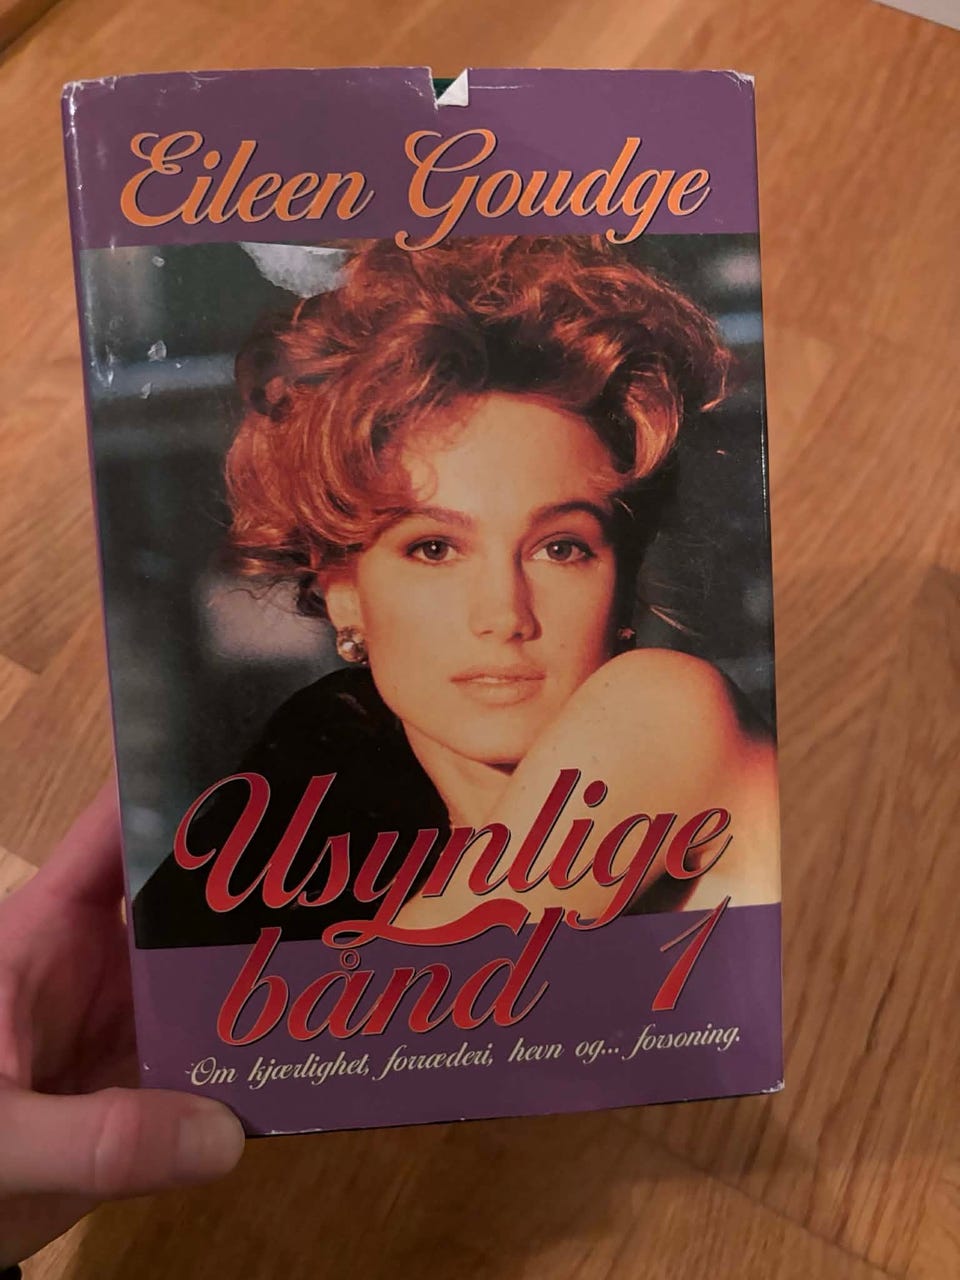 Eileen Goudge
Usynlige
bånd 1
Om kjærlighet, forræderi, hevn og... forsoning.